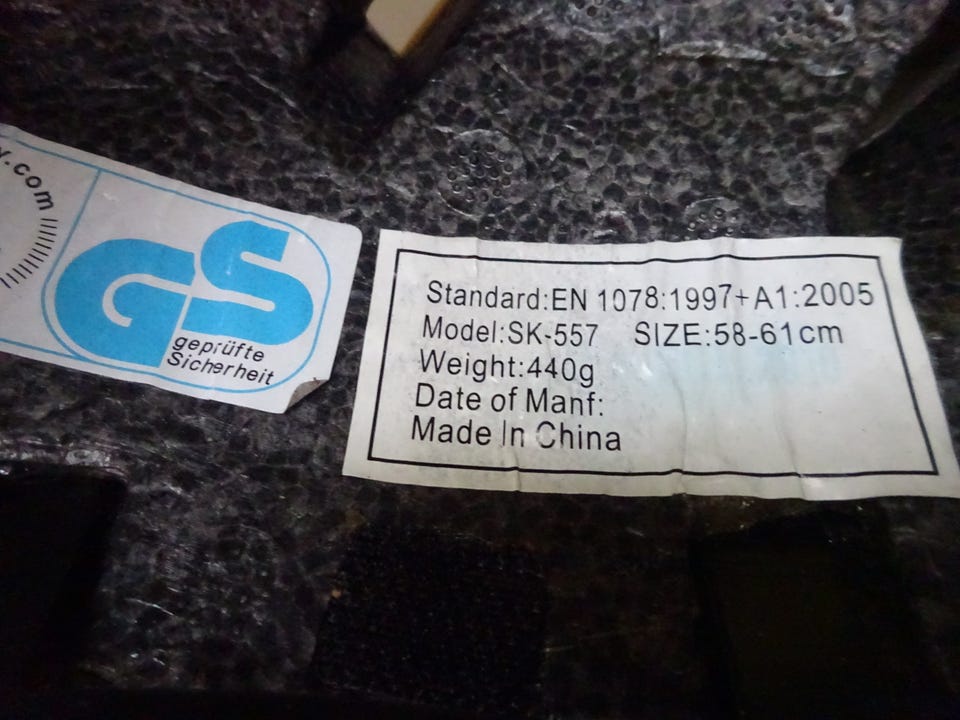 .com
GS
geprüfte
Sicherheit
Standard:EN 1078:1997+A1:2005
Model:SK-557 SIZE:58-61cm
Weight:440g
Date of Manf:
Made In China